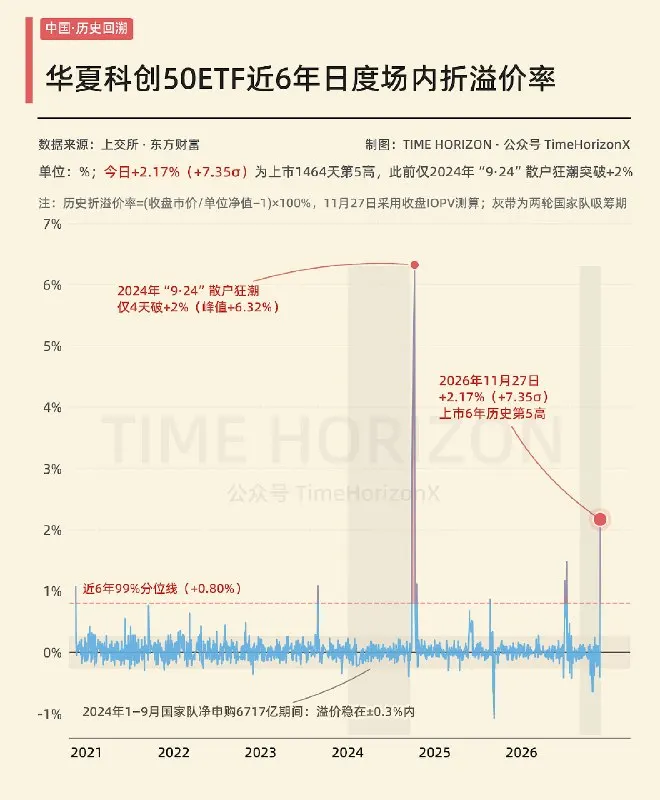 中国·历史回溯
华夏科创50ETF近6年日度场内折溢价率
数据来源：上交所·东方财富
制图：TIME HORIZON·公众号 TimeHorizonX
单位：%；今日+2.17%（+7.35σ）为上市1464天第5高，此前仅2024年“9·24”散户狂潮突破+2%
注：历史折溢价率=(收盘市价/单位净值−1)×100%，11月27日采用收盘IOPV测算；灰带为两轮国家队吸筹期
7%
6%
5%
4%
3%
2%
1%
0%
-1%
2024年“9·24”散户狂潮
仅4天破+2%（峰值+6.32%）
2026年11月27日
+2.17%（+7.35σ）
上市6年历史第5高
TIME HORIZON
公众号 TimeHorizonX
近6年99%分位线（+0.80%）
2024年1−9月国家队净申购6717亿期间：溢价稳在±0.3%内
2021
2022
2023
2024
2025
2026